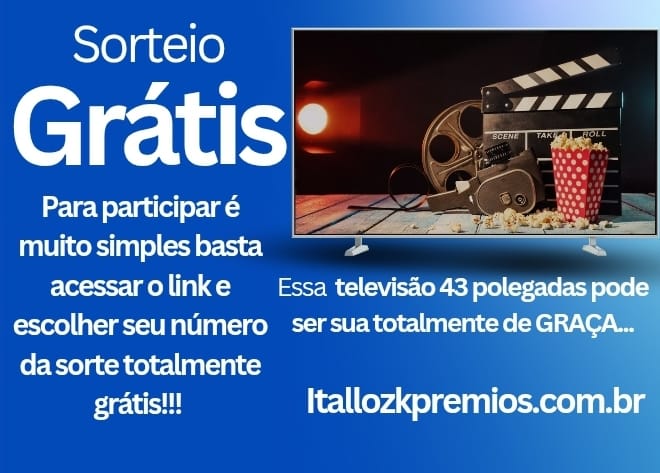 Sorteio
Grátis
Para participar é
muito simples basta
acessar o link e
escolher seu número
da sorte totalmente
grátis!!!
SCENE TAKE ROLL
Essa televisão 43 polegadas pode
ser sua totalmente de GRAÇA...
Itallozkpremios.com.br